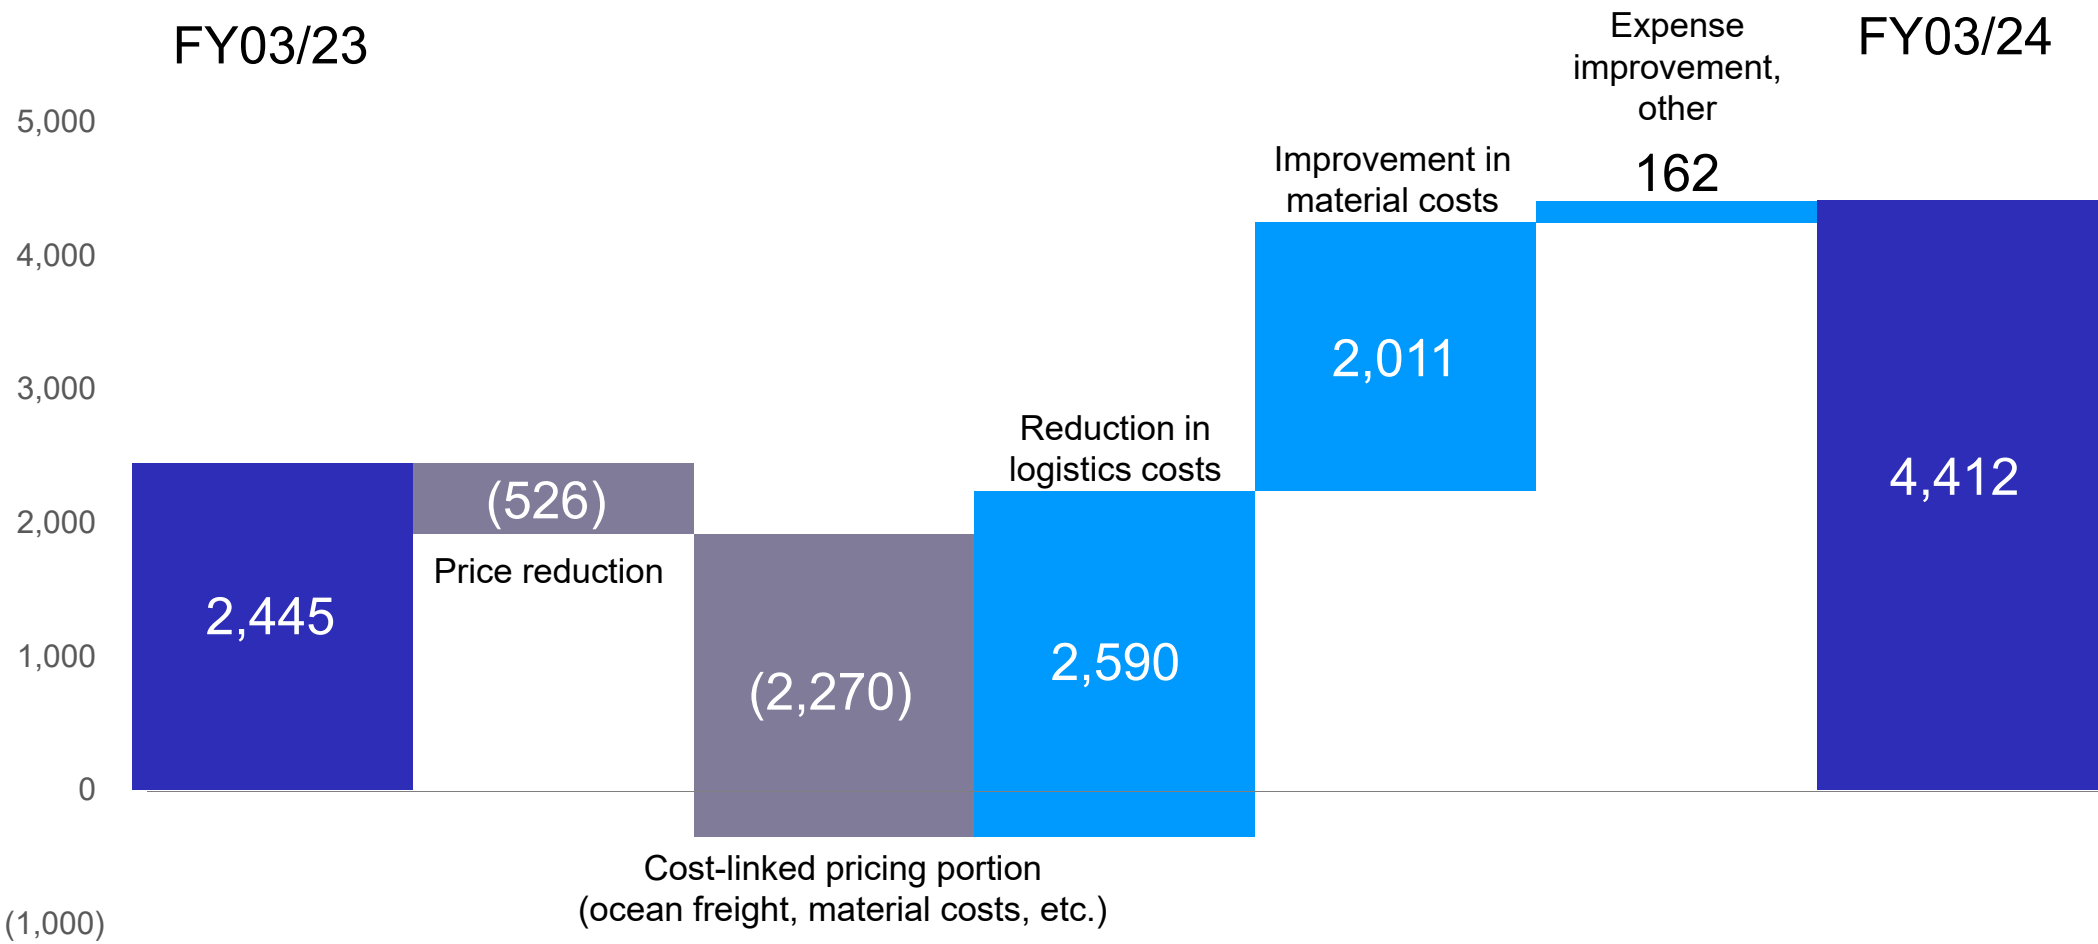 FY03/23
Expense
improvement,
other
162
FY03/24
5,000
4,000
3,000
2,000
1,000
0
(1,000)
2,445
(526)
Price reduction
(2,270)
Cost-linked pricing portion
(ocean freight, material costs, etc.)
Reduction in
logistics costs
2,590
Improvement in
material costs
2,011
4,412